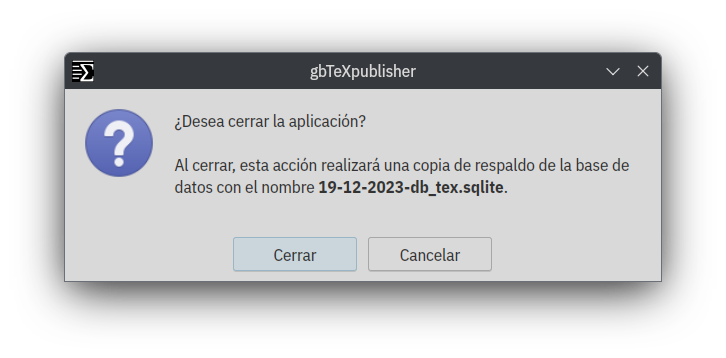 gbTeXpublisher
¿Desea cerrar la aplicación?
Al cerrar, esta acción realizará una copia de respaldo de la base de
datos con el nombre 19-12-2023-db_tex.sqlite.
Cerrar
Cancelar